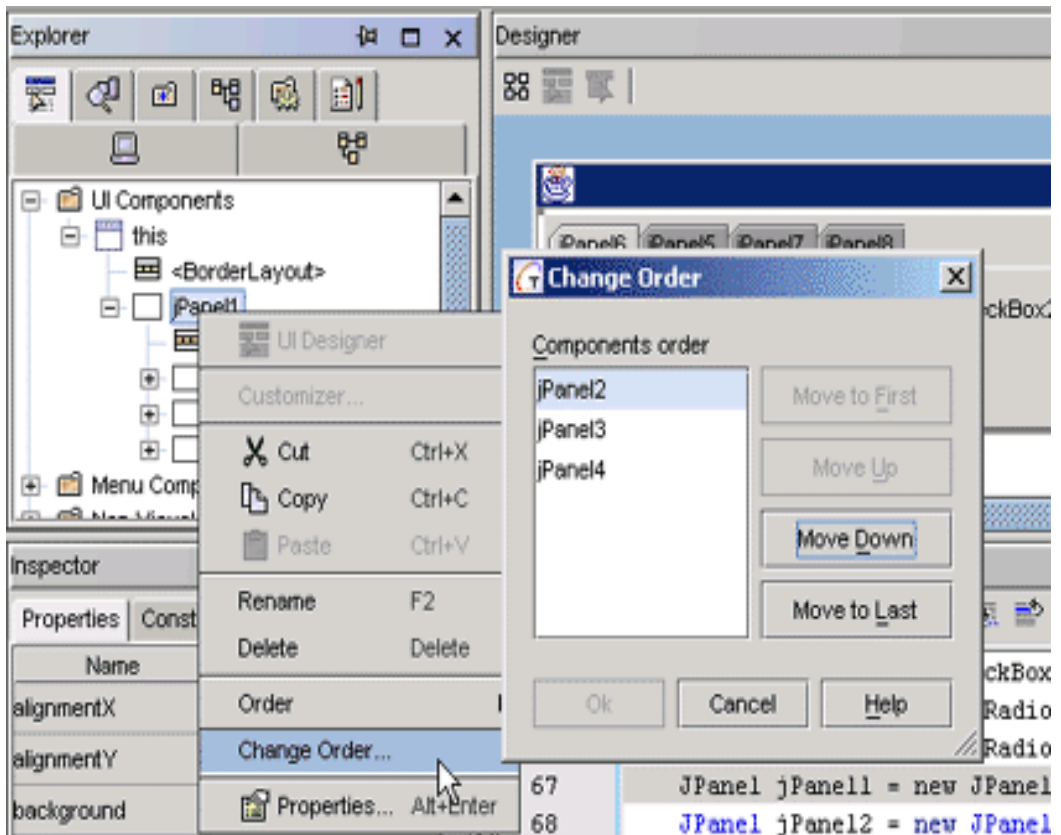 Explorer
UI Components
this
<BorderLayout>
jPanel1
Menu Comp
Inspector
Properties Const
Name
alignmentX
alignmentY
background
UI Designer
Customizer...
Cut Ctrl+X
Copy Ctrl+C
Paste Ctrl+V
Rename F2
Delete Delete
Order
Change Order...
Properties... Alt+Enter
Designer
jPanel6 jPanel5 jPanel7 jPanel8
ckBox2
Change Order
Components order
jPanel2
jPanel3
jPanel4
Move to First
Move Up
Move Down
Move to Last
Ok Cancel Help
ckBox
Radio
Radio
67 JPanel jPanel1 = new JPanel
68 JPanel jPanel2 = new JPanel